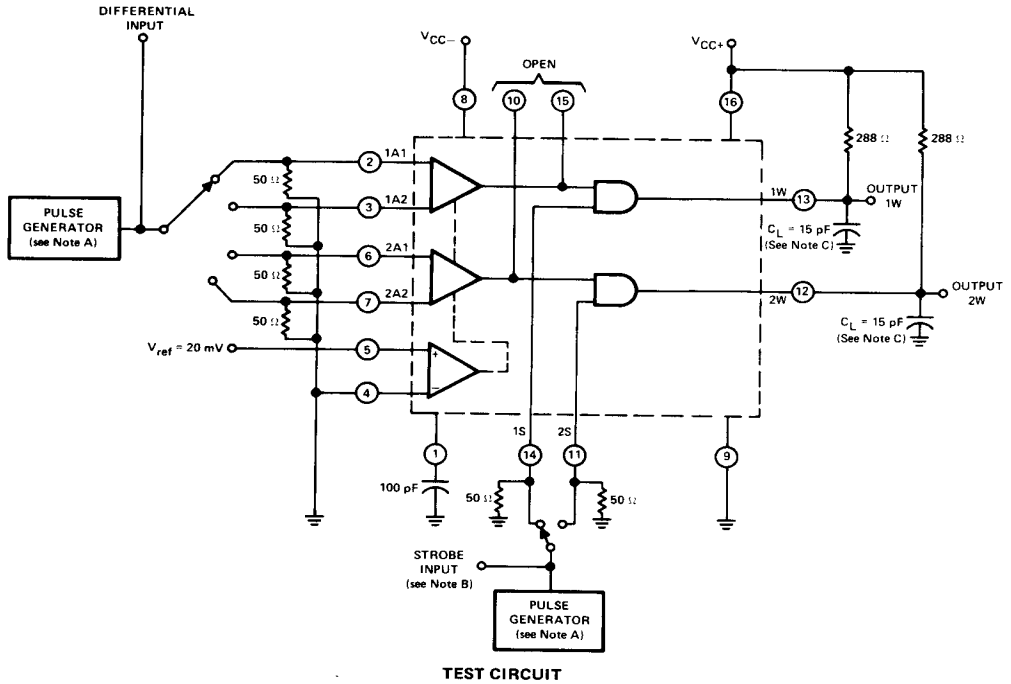 DIFFERENTIAL
INPUT
VCC−
OPEN
VCC+
8
10
15
16
288 Ω
288 Ω
50 Ω
2
1A1
PULSE
GENERATOR
(see Note A)
3
1A2
50 Ω
1W
13
OUTPUT
1W
CL = 15 pF
(See Note C)
6
2A1
50 Ω
7
2A2
50 Ω
2W
12
OUTPUT
2W
CL = 15 pF
(See Note C)
Vref = 20 mV
5
+
4
−
1S
2S
1
14
11
9
100 pF
50 Ω
50 Ω
STROBE
INPUT
(see Note B)
PULSE
GENERATOR
(see Note A)
TEST CIRCUIT